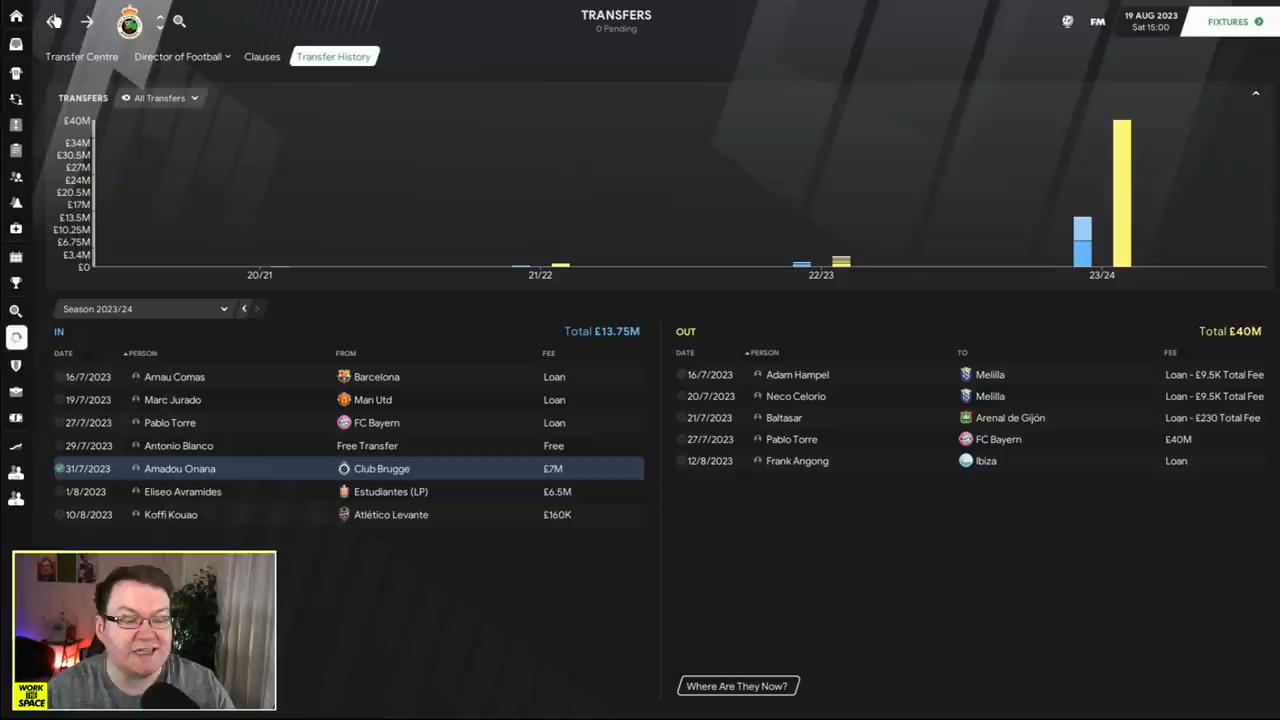 TRANSFERS
0 Pending
FM
19 AUG 2023
Sat 15:00
FIXTURES
Transfer Centre
Director of Football
Clauses
Transfer History
TRANSFERS
All Transfers
£40M
£34M
£30.5M
£27M
£24M
£20.5M
£17M
£13.5M
£10.25M
£6.75M
£3.4M
£0
20/21
21/22
22/23
23/24
Season 2023/24
IN
Total £13.75M
DATE PERSON FROM FEE
16/7/2023 Arnau Comas Barcelona Loan
19/7/2023 Marc Jurado Man Utd Loan
27/7/2023 Pablo Torre FC Bayern Loan
29/7/2023 Antonio Blanco Free Transfer Free
31/7/2023 Amadou Onana Club Brugge £7M
1/8/2023 Eliseo Avramides Estudiantes (LP) £6.5M
10/8/2023 Koffi Kouao Atlético Levante £160K
OUT
Total £40M
DATE PERSON TO FEE
16/7/2023 Adam Hampel Melilla Loan - £9.5K Total Fee
20/7/2023 Neco Celorio Melilla Loan - £9.5K Total Fee
21/7/2023 Baltasar Arenal de Gijón Loan - £230 Total Fee
27/7/2023 Pablo Torre FC Bayern £40M
12/8/2023 Frank Angong Ibiza Loan
Where Are They Now?
WORK
THE
SPACE